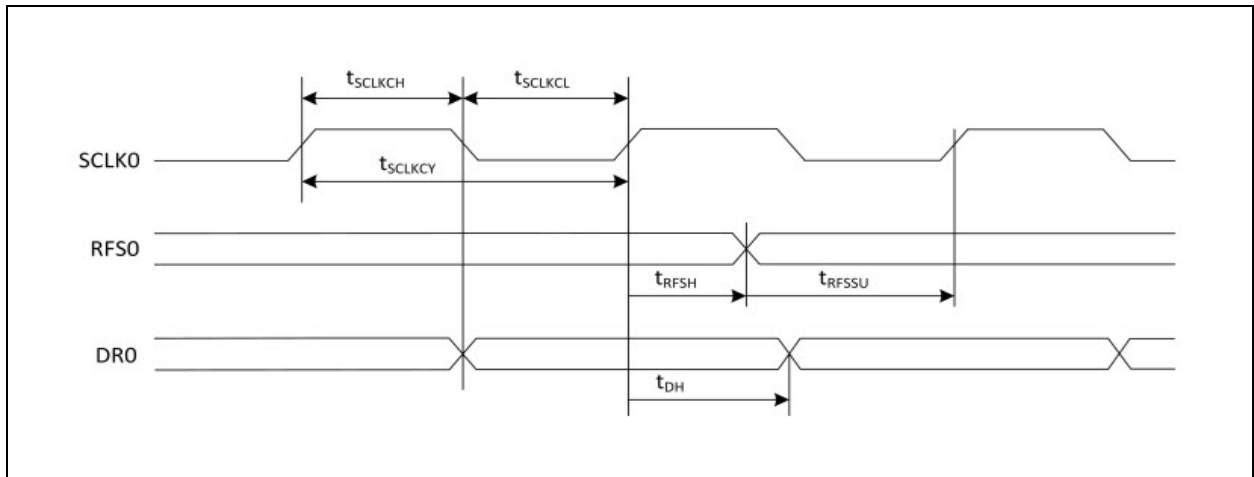 tSCLKCH tSCLKCL
SCLK0
tSCLKCY
RFS0
tRFSH tRFSSU
DR0
tDH